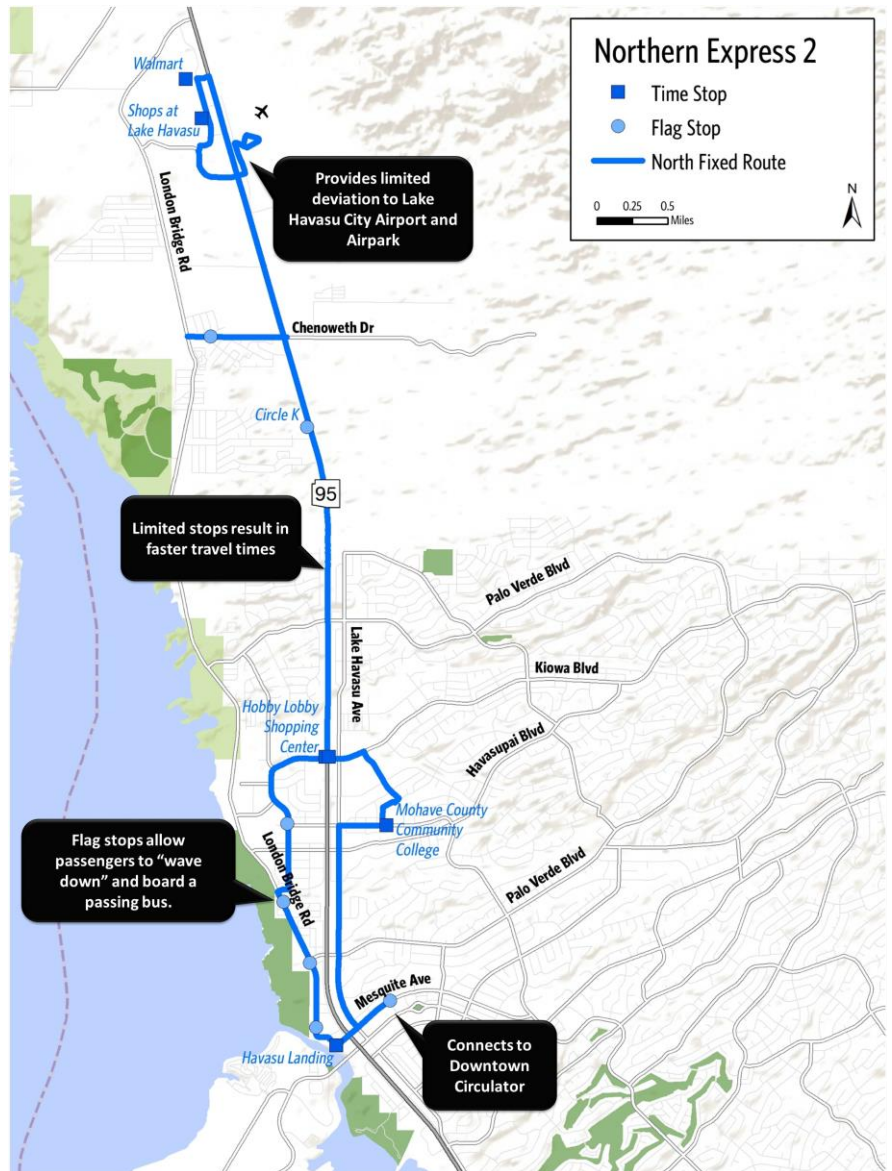 Northern Express 2
Time Stop
Flag Stop
North Fixed Route
0 0.25 0.5
Miles
N
Walmart
Shops at
Lake Havasu
Provides limited
deviation to Lake
Havasu City Airport and
Airpark
London Bridge Rd
Chenoweth Dr
Circle K
95
Limited stops result in
faster travel times
Palo Verde Blvd
Lake Havasu Ave
Kiowa Blvd
Hobby Lobby
Shopping
Center
Havasupai Blvd
Mohave County
Community
College
Flag stops allow
passengers to “wave
down” and board a
passing bus.
London Bridge Rd
Palo Verde Blvd
Mesquite Ave
Havasu Landing
Connects to
Downtown
Circulator